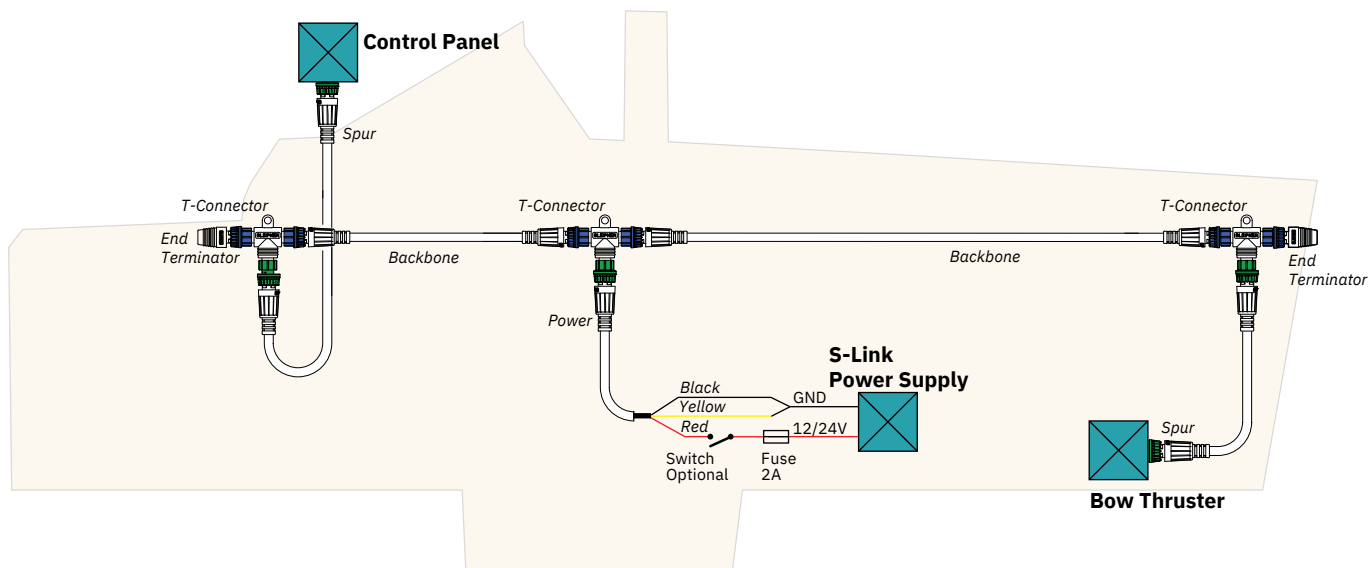 Control Panel
Spur
T-Connector
T-Connector
T-Connector
End
Terminator
Backbone
Backbone
End
Terminator
Power
S-Link
Power Supply
Black
GND
Yellow
Red
12/24V
Switch
Optional
Fuse
2A
Spur
Bow Thruster